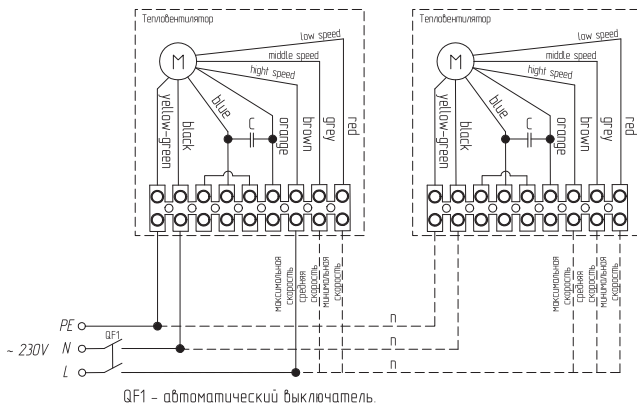 Тепловентилятор
Тепловентилятор
low speed
middle speed
hight speed
M
yellow-green
black
blue
C
orange
brown
grey
red
low speed
middle speed
hight speed
M
yellow-green
black
blue
C
orange
brown
grey
red
максимальная скорость
средняя скорость
минимальная скорость
максимальная скорость
средняя скорость
минимальная скорость
PE
n
QF1
~ 230V
N
n
L
n
QF1 – автоматический выключатель.